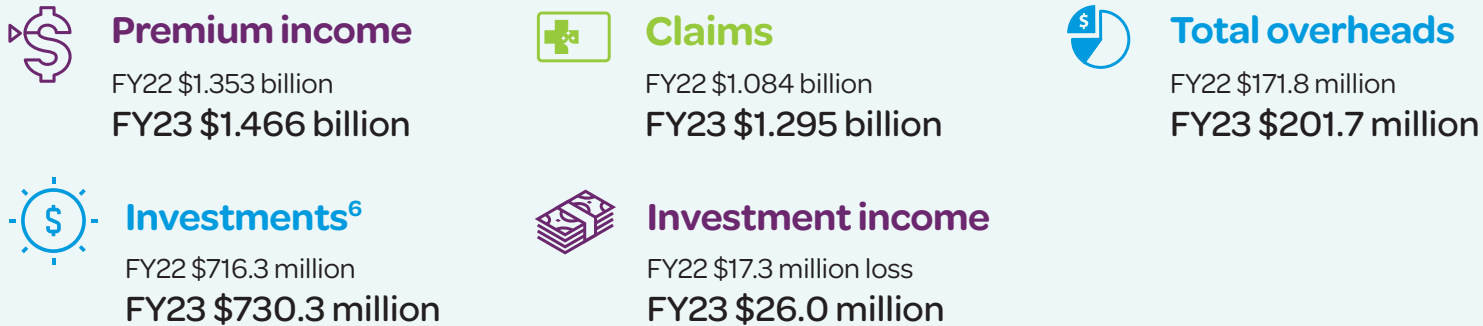 Premium income
FY22 $1.353 billion
FY23 $1.466 billion
Claims
FY22 $1.084 billion
FY23 $1.295 billion
Total overheads
FY22 $171.8 million
FY23 $201.7 million
Investments⁶
FY22 $716.3 million
FY23 $730.3 million
Investment income
FY22 $17.3 million loss
FY23 $26.0 million